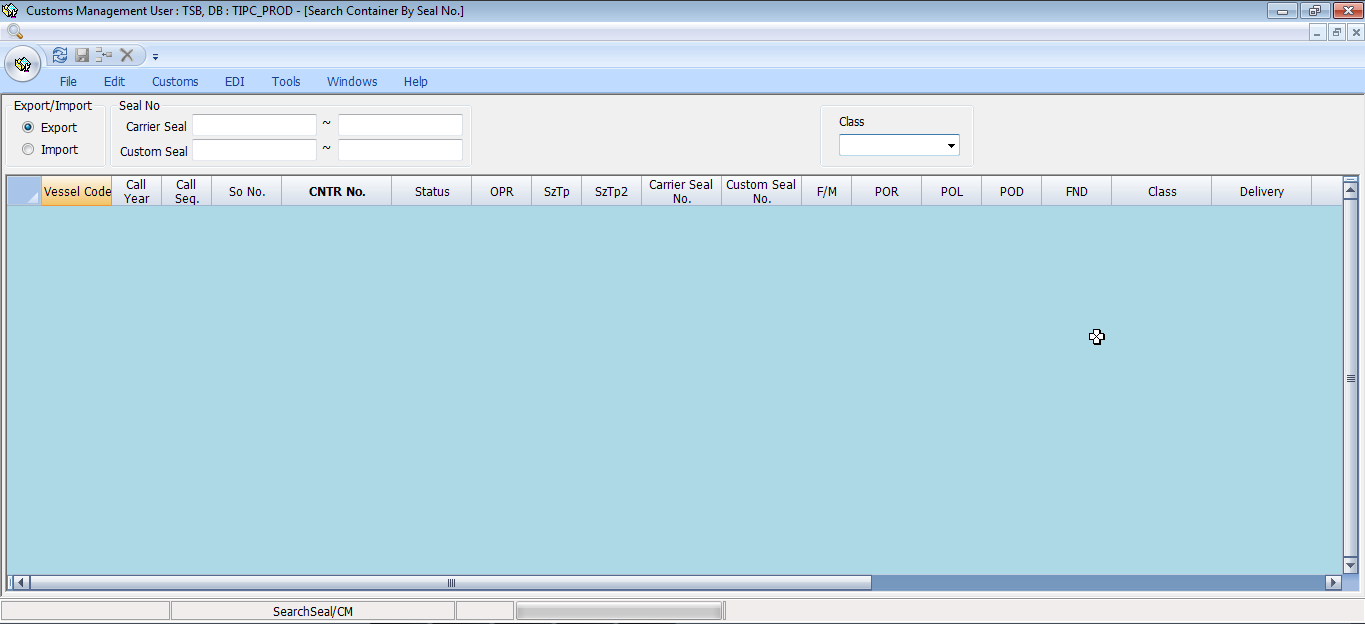 Customs Management User : TSB, DB : TIPC_PROD - [Search Container By Seal No.]
File Edit Customs EDI Tools Windows Help
Export/Import
Export
Import
Seal No
Carrier Seal ~
Custom Seal ~
Class
Vessel Code Call Year Call Seq. So No. CNTR No. Status OPR SzTp SzTp2 Carrier Seal No. Custom Seal No. F/M POR POL POD FND Class Delivery
SearchSeal/CM